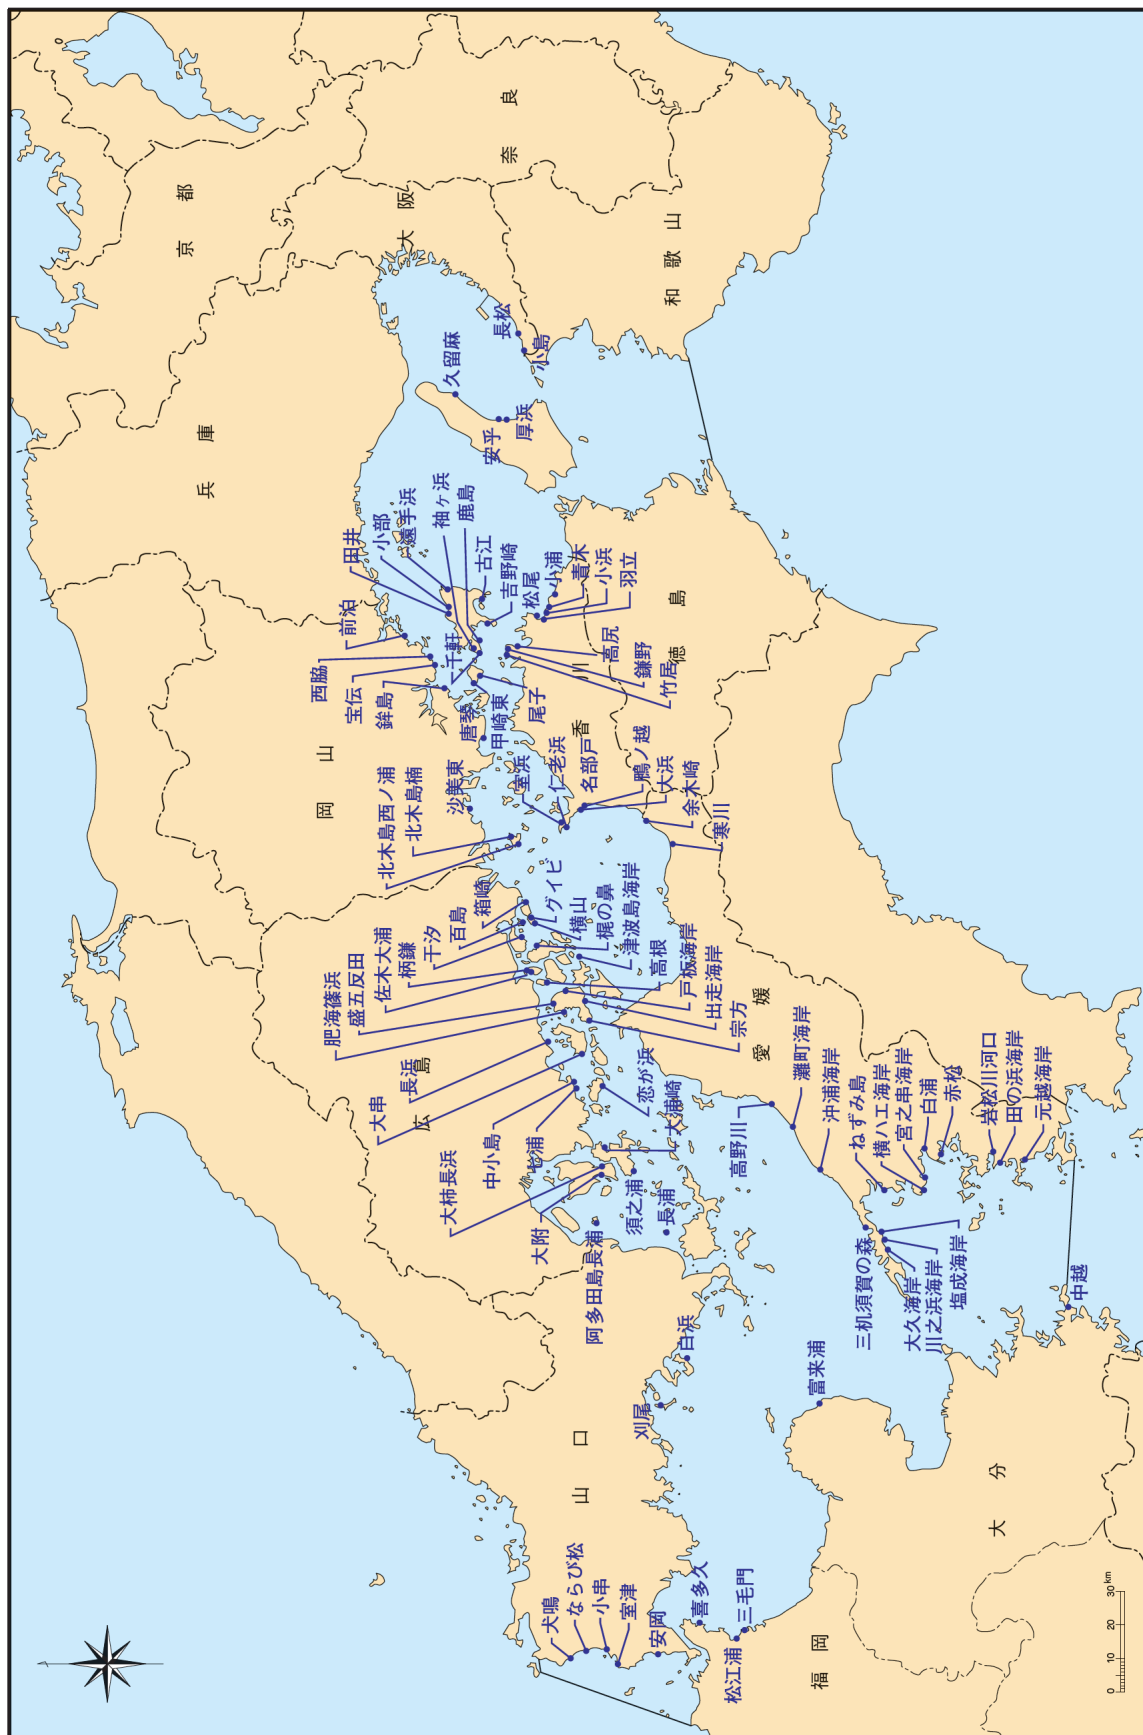 京都
兵庫
大阪
奈良
和歌山
岡山
広島
山口
香川
徳島
愛媛
福岡
大分
久留麻
安乎
厚浜
長松
小島
前泊
田井
小部
遠手浜
袖ヶ浜
鹿島
古江
吉野崎
千軒
西脇
宝伝
鉾島
唐琴
甲崎東
尾子
松尾
小浦
青木
小浜
羽立
高尻
鎌野
竹居
沙美東
北木島西ノ浦
北木島楠
室浜
仁老浜
名部戸
鴨ノ越
大浜
余木崎
寒川
箱崎
百島
干汐
柄鎌
佐木大浦
盛五反田
肥海篠浜
グイビ
横山
梶の鼻
津波島海岸
高根
戸板海岸
出走海岸
宗方
長浜
大串
中小島
七浦
恋が浜
大浦崎
大柿長浜
大附
阿多田島長浦
須之浦
長浦
高野川
灘町海岸
沖浦海岸
ねずみ島
横ハエ海岸
宮之串海岸
白浦
赤松
岩松川河口
田の浜海岸
元越海岸
三机須賀の森
大久海岸
川之浜海岸
塩成海岸
中越
富来浦
白浜
刈尾
犬鳴
ならび松
小串
室津
安岡
喜多久
三毛門
松江浦
0 10 20 30 km